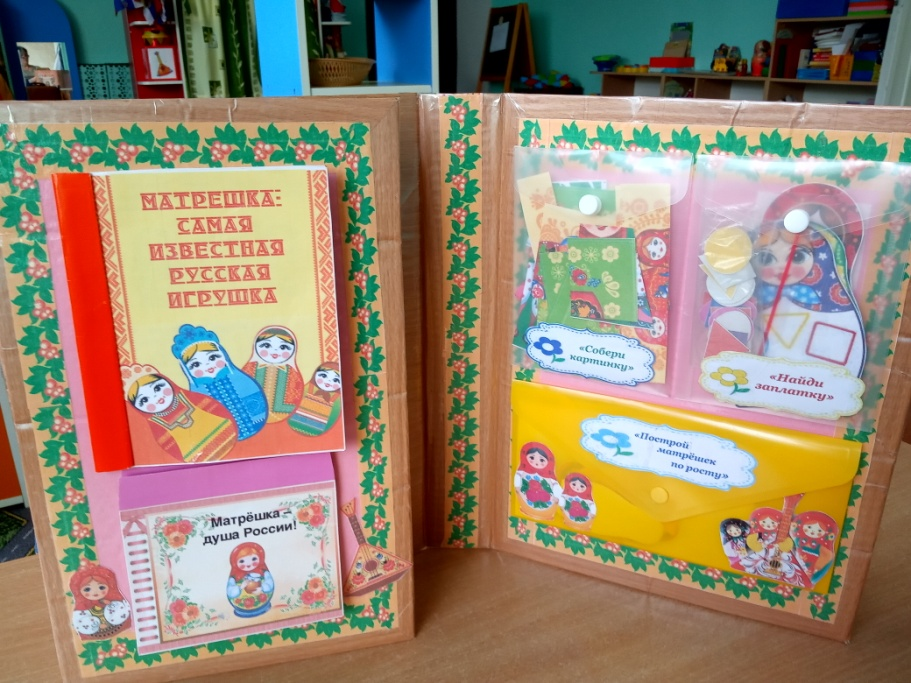 МАТРЕШКА:
САМАЯ
ИЗВЕСТНАЯ
РУССКАЯ
ИГРУШКА
Матрёшка –
душа России!
«Собери
картинку»
«Найди
заплатку»
«Построй
матрёшек
по росту»